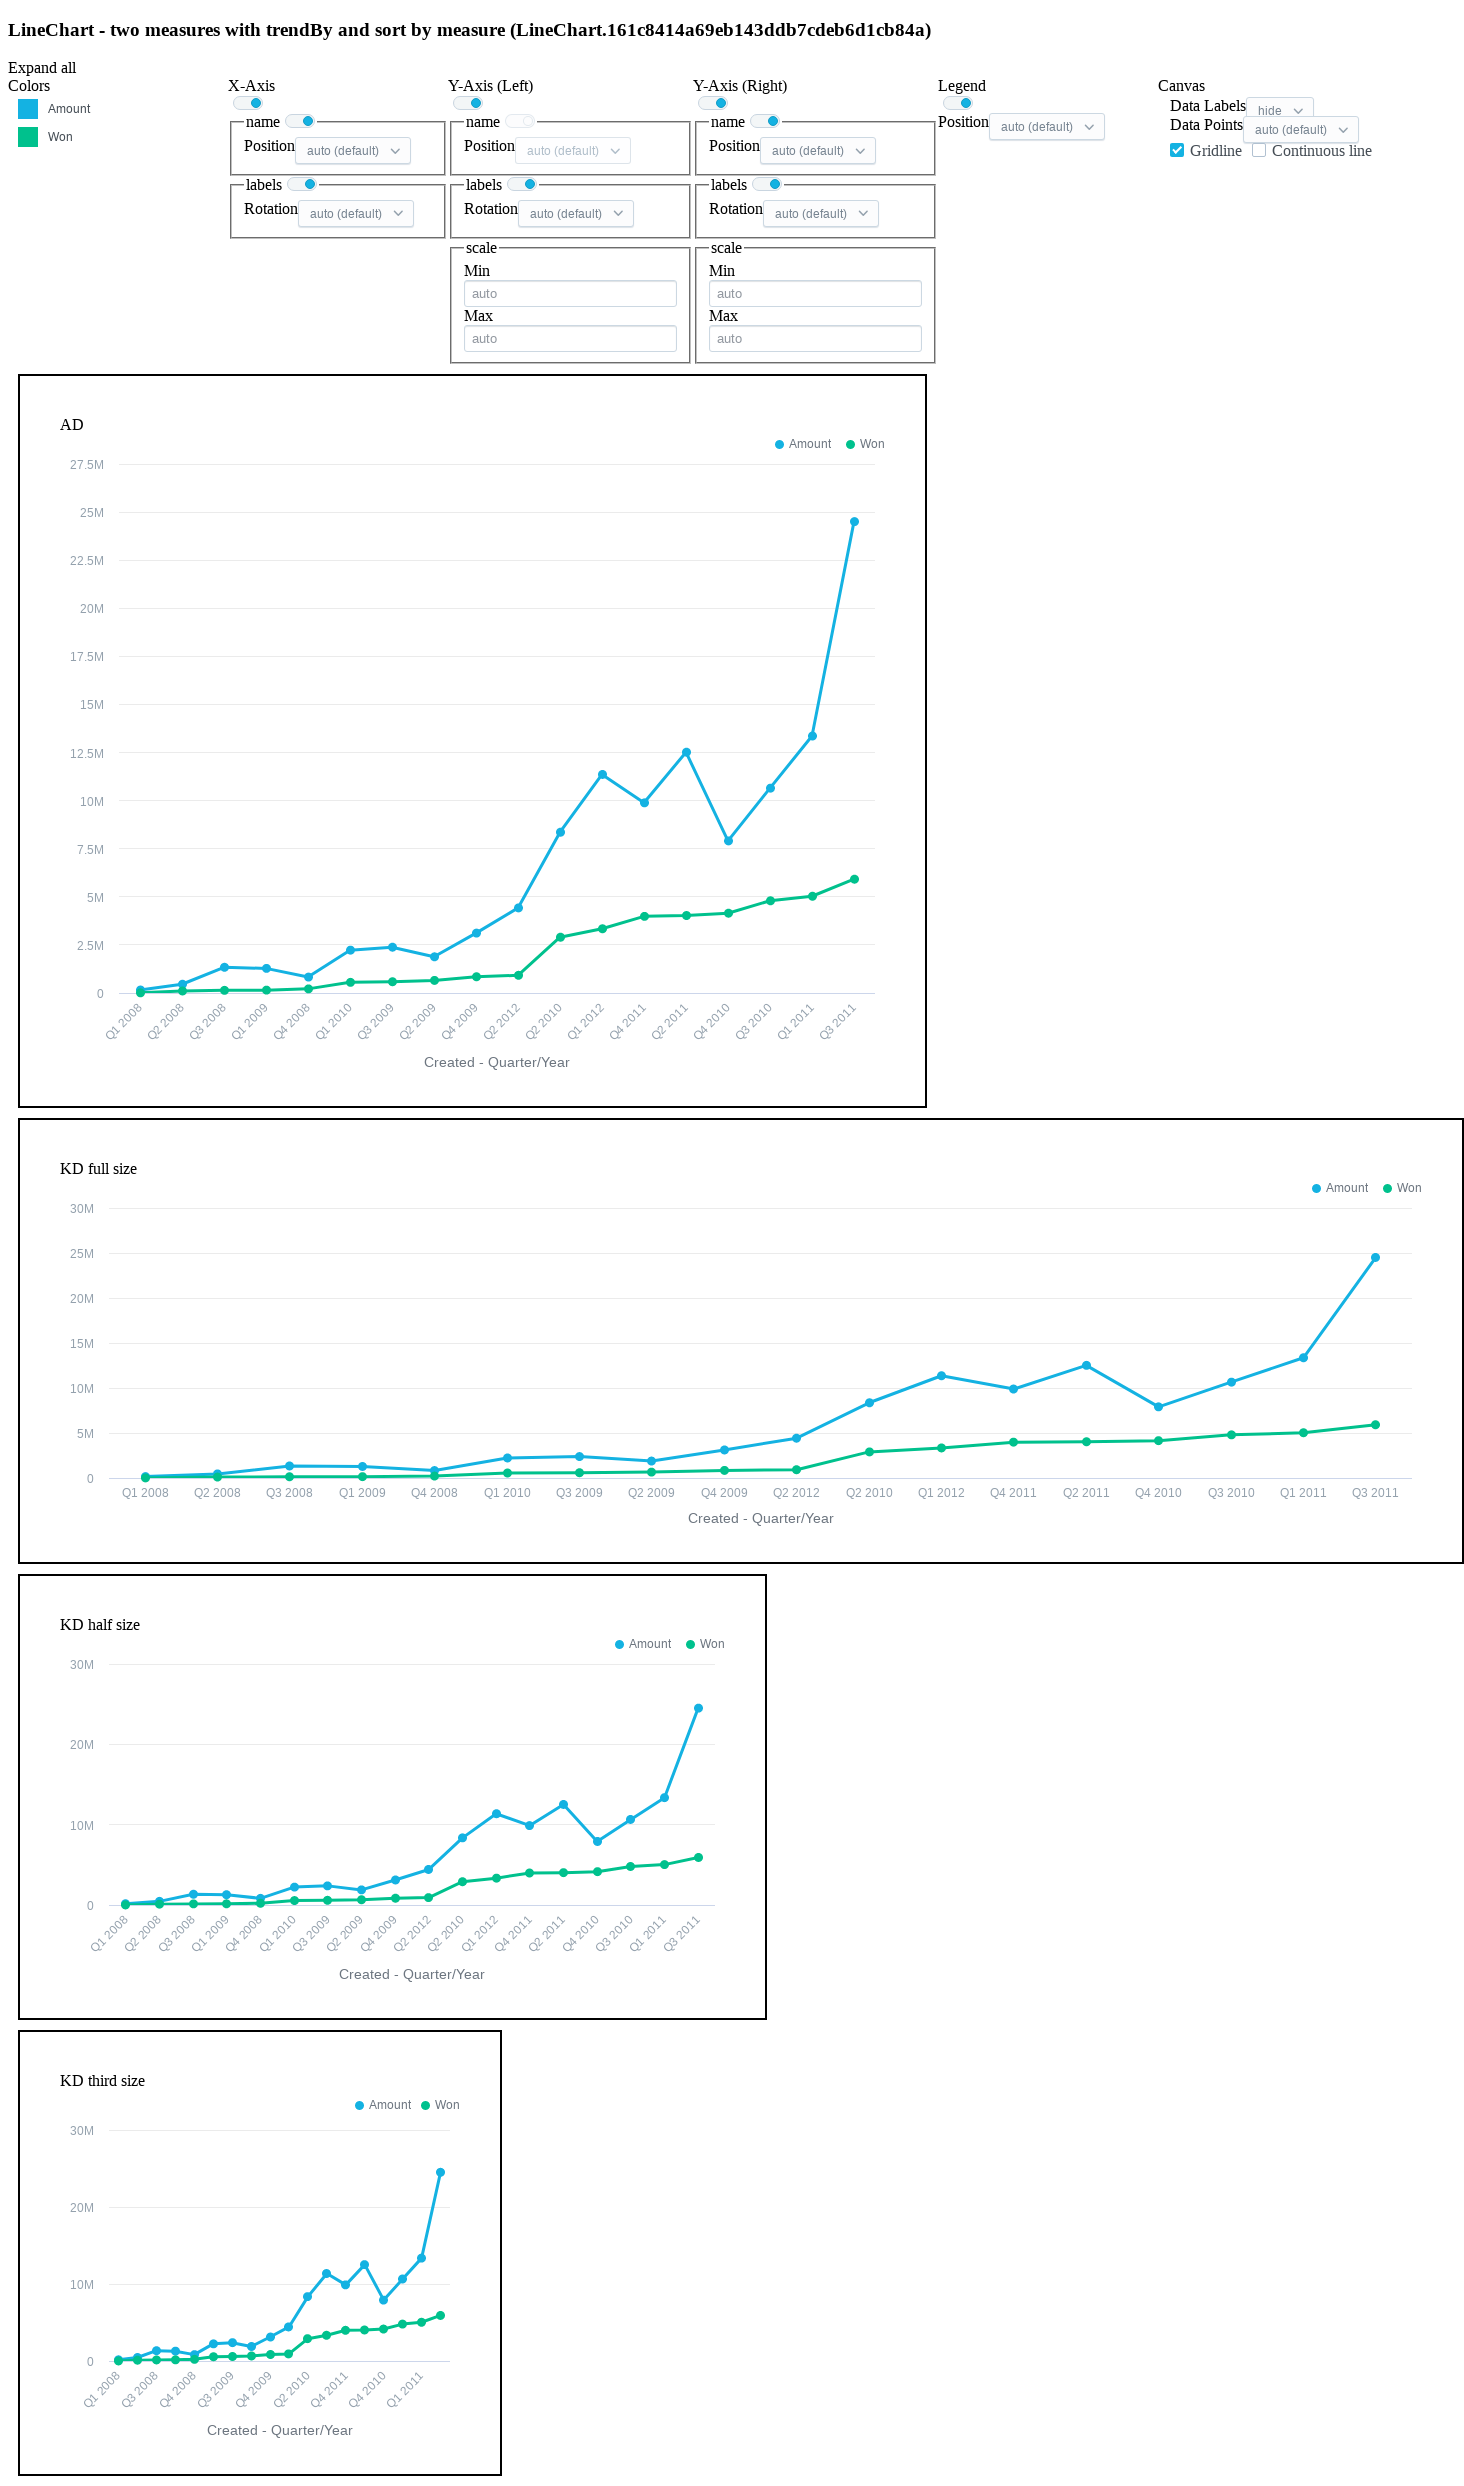 LineChart - two measures with trendBy and sort by measure (LineChart.161c8414a69eb143ddb7cdeb6d1cb84a)
Expand all
Colors
Amount
Won
X-Axis
name
Position auto (default)
labels
Rotation auto (default)
Y-Axis (Left)
name
Position auto (default)
labels
Rotation auto (default)
scale
Min
auto
Max
auto
Y-Axis (Right)
name
Position auto (default)
labels
Rotation auto (default)
scale
Min
auto
Max
auto
Legend
Position auto (default)
Canvas
Data Labels hide
Data Points auto (default)
Gridline Continuous line
AD
Amount Won
27.5M
25M
22.5M
20M
17.5M
15M
12.5M
10M
7.5M
5M
2.5M
0
Q1 2008 Q2 2008 Q3 2008 Q1 2009 Q4 2008 Q1 2010 Q3 2009 Q2 2009 Q4 2009 Q2 2012 Q2 2010 Q1 2012 Q4 2011 Q2 2011 Q4 2010 Q3 2010 Q1 2011 Q3 2011
Created - Quarter/Year
KD full size
Amount Won
30M
25M
20M
15M
10M
5M
0
Q1 2008 Q2 2008 Q3 2008 Q1 2009 Q4 2008 Q1 2010 Q3 2009 Q2 2009 Q4 2009 Q2 2012 Q2 2010 Q1 2012 Q4 2011 Q2 2011 Q4 2010 Q3 2010 Q1 2011 Q3 2011
Created - Quarter/Year
KD half size
Amount Won
30M
20M
10M
0
Q1 2008 Q2 2008 Q3 2008 Q1 2009 Q4 2008 Q1 2010 Q3 2009 Q2 2009 Q4 2009 Q2 2012 Q2 2010 Q1 2012 Q4 2011 Q2 2011 Q4 2010 Q3 2010 Q1 2011 Q3 2011
Created - Quarter/Year
KD third size
Amount Won
30M
20M
10M
0
Q1 2008 Q3 2008 Q4 2008 Q3 2009 Q4 2009 Q2 2010 Q4 2011 Q4 2010 Q1 2011
Created - Quarter/Year